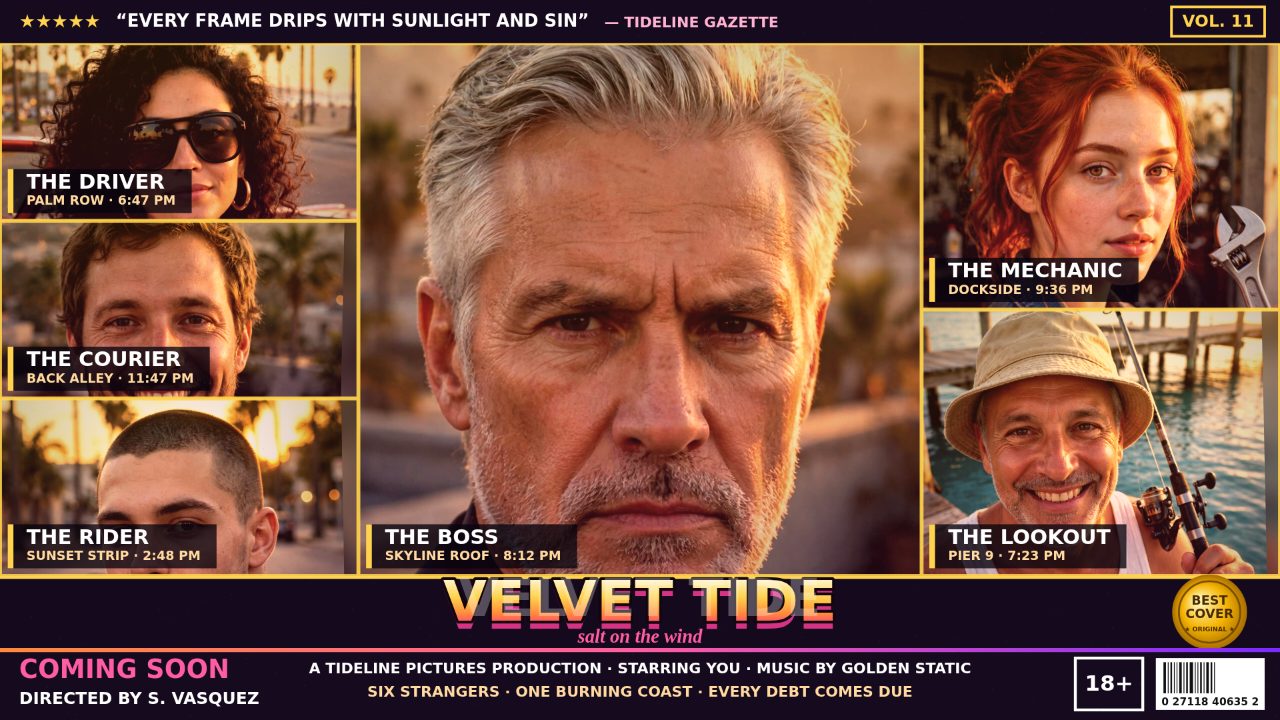 ★★★★★ “EVERY FRAME DRIPS WITH SUNLIGHT AND SIN” — TIDELINE GAZETTE
VOL. 11
THE DRIVER
PALM ROW · 6:47 PM
THE COURIER
BACK ALLEY · 11:47 PM
THE RIDER
SUNSET STRIP · 2:48 PM
THE BOSS
SKYLINE ROOF · 8:12 PM
THE MECHANIC
DOCKSIDE · 9:36 PM
THE LOOKOUT
PIER 9 · 7:23 PM
VELVET TIDE
salt on the wind
BEST
COVER
★ ORIGINAL ★
COMING SOON
DIRECTED BY S. VASQUEZ
A TIDELINE PICTURES PRODUCTION · STARRING YOU · MUSIC BY GOLDEN STATIC
SIX STRANGERS · ONE BURNING COAST · EVERY DEBT COMES DUE
18+
0 27118 40635 2